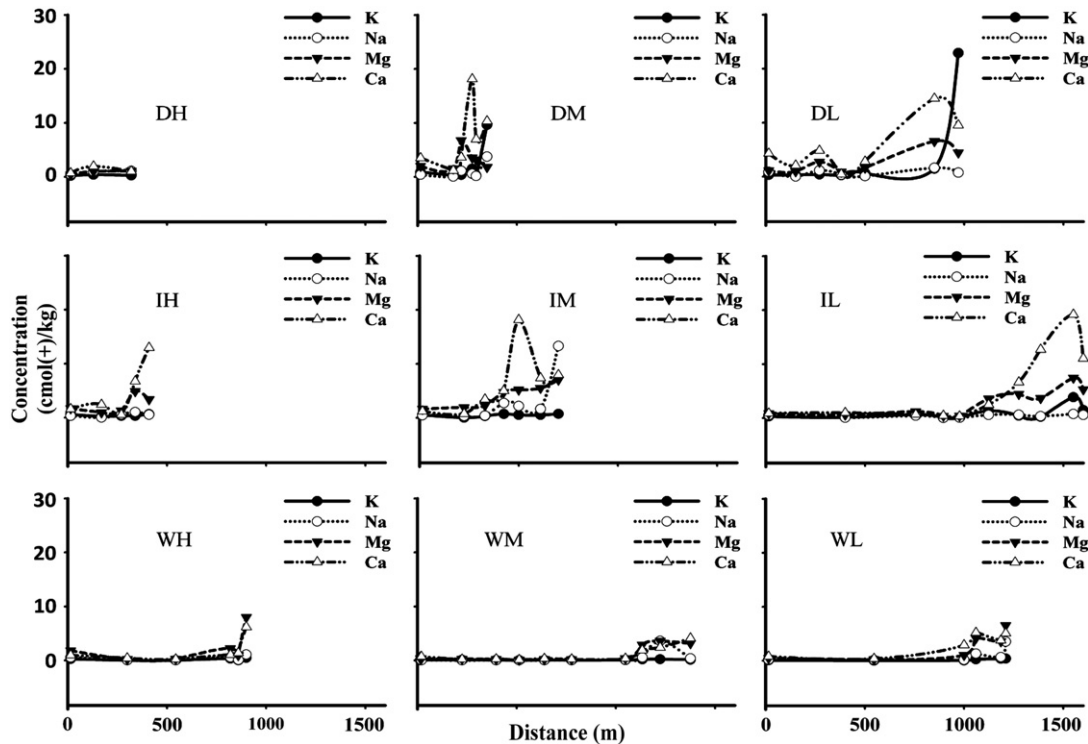 30
20
10
0
K
Na
Mg
Ca
DH
K
Na
Mg
Ca
DM
K
Na
Mg
Ca
DL
Concentration
(cmol(+)/kg)
K
Na
Mg
Ca
IH
K
Na
Mg
Ca
IM
K
Na
Mg
Ca
IL
30
20
10
0
K
Na
Mg
Ca
WH
K
Na
Mg
Ca
WM
K
Na
Mg
Ca
WL
0 500 1000 1500
0 500 1000 1500
Distance (m)